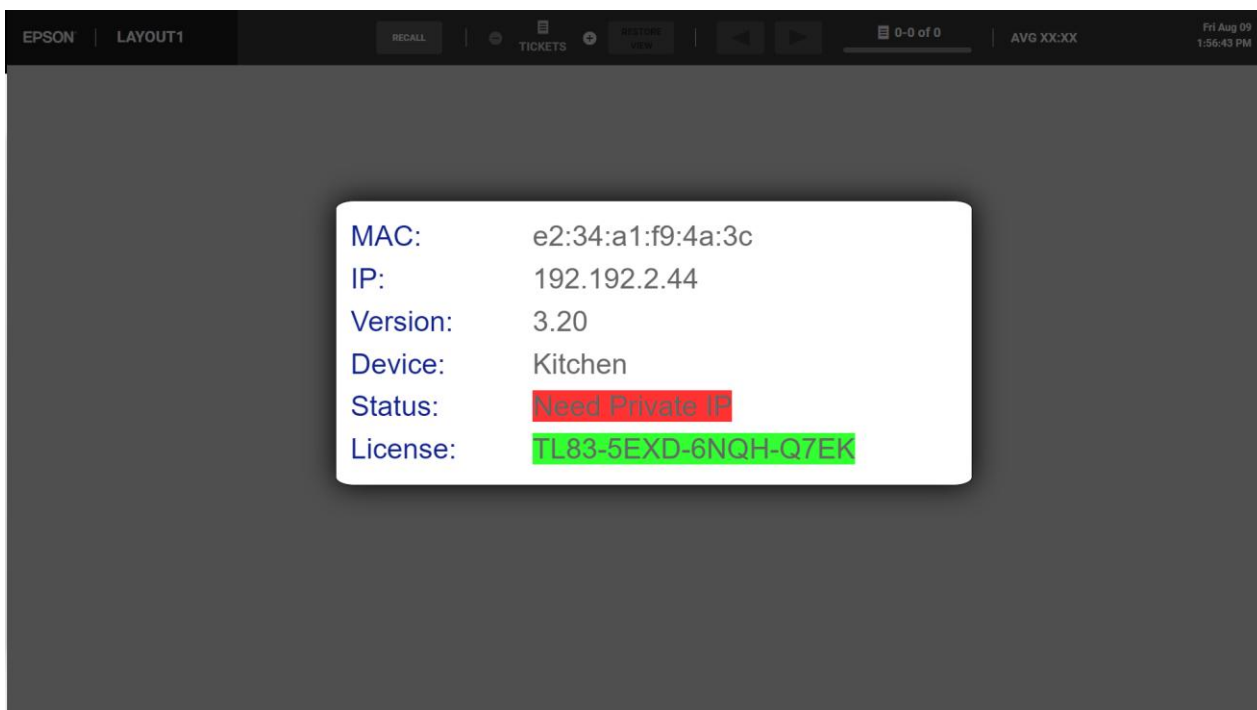 EPSON | LAYOUT1
RECALL
TICKETS
RESTORE
VIEW
0-0 of 0
AVG XX:XX
Fri Aug 09
1:56:43 PM
MAC: e2:34:a1:f9:4a:3c
IP: 192.192.2.44
Version: 3.20
Device: Kitchen
Status: Need Private IP
License: TL83-5EXD-6NQH-Q7EK